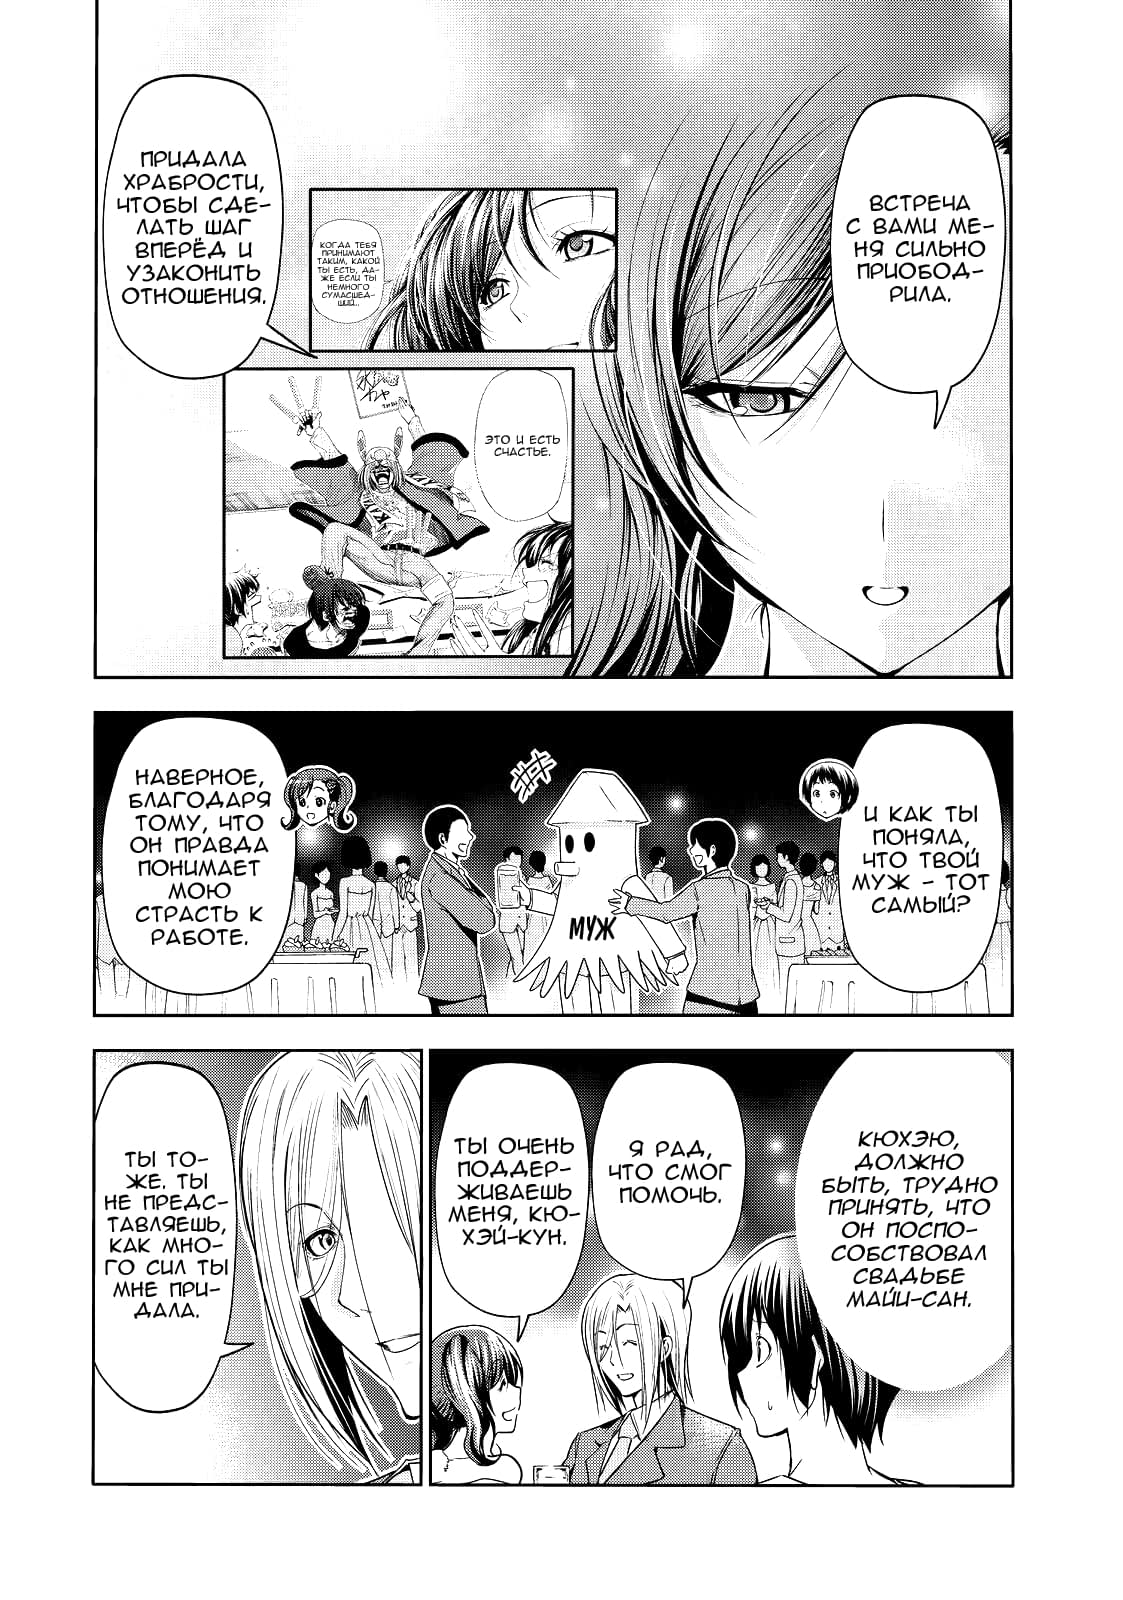 ВСТРЕЧА
С ВАМИ МЕ-
НЯ СИЛЬНО
ПРИОБОД-
РИЛА.
ПРИДАЛА
ХРАБРОСТИ,
ЧТОБЫ СДЕ-
ЛАТЬ ШАГ
ВПЕРЁД И
УЗАКОНИТЬ
ОТНОШЕНИЯ.
КОГДА ТЕБЯ
ПРИНИМАЮТ
ТАКИМ, КАКОЙ
ТЫ ЕСТЬ, ДА-
ЖЕ ЕСЛИ ТЫ
НЕМНОГО
СУМАСШЕД-
ШИЙ..
ЭТО И ЕСТЬ
СЧАСТЬЕ.
И КАК ТЫ
ПОНЯЛА,
ЧТО ТВОЙ
МУЖ - ТОТ
САМЫЙ?
МУЖ
НАВЕРНОЕ,
БЛАГОДАРЯ
ТОМУ, ЧТО
ОН ПРАВДА
ПОНИМАЕТ
МОЮ
СТРАСТЬ К
РАБОТЕ.
КЮХЭЮ,
ДОЛЖНО
БЫТЬ, ТРУДНО
ПРИНЯТЬ, ЧТО
ОН ПОСПО-
СОБСТВОВАЛ
СВАДЬБЕ
МАЙИ-САН.
Я РАД,
ЧТО СМОГ
ПОМОЧЬ.
ТЫ ОЧЕНЬ
ПОДДЕР-
ЖИВАЕШЬ
МЕНЯ, КЮ-
ХЭЙ-КУН.
ТЫ ТО-
ЖЕ. ТЫ
НЕ ПРЕДС-
ТАВЛЯЕШЬ,
КАК МНО-
ГО СИЛ ТЫ
МНЕ ПРИ-
ДАЛА.